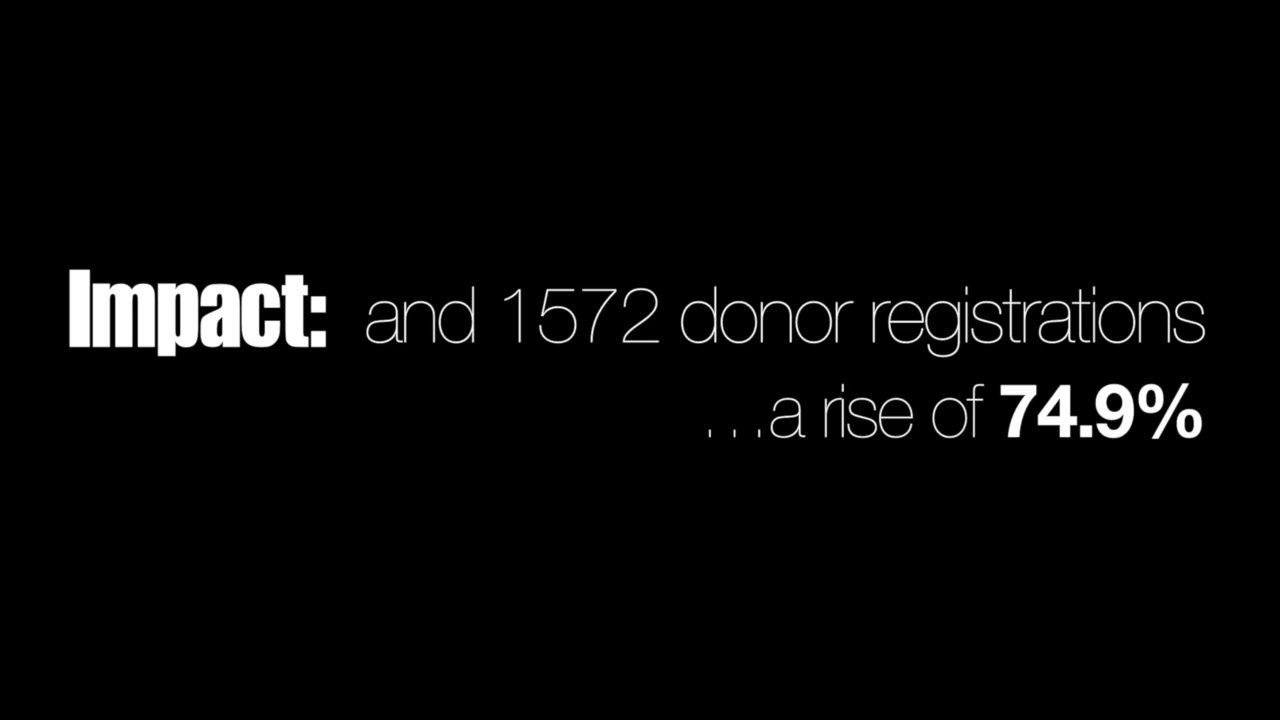 Impact: and 1572 donor registrations
...a rise of 74.9%